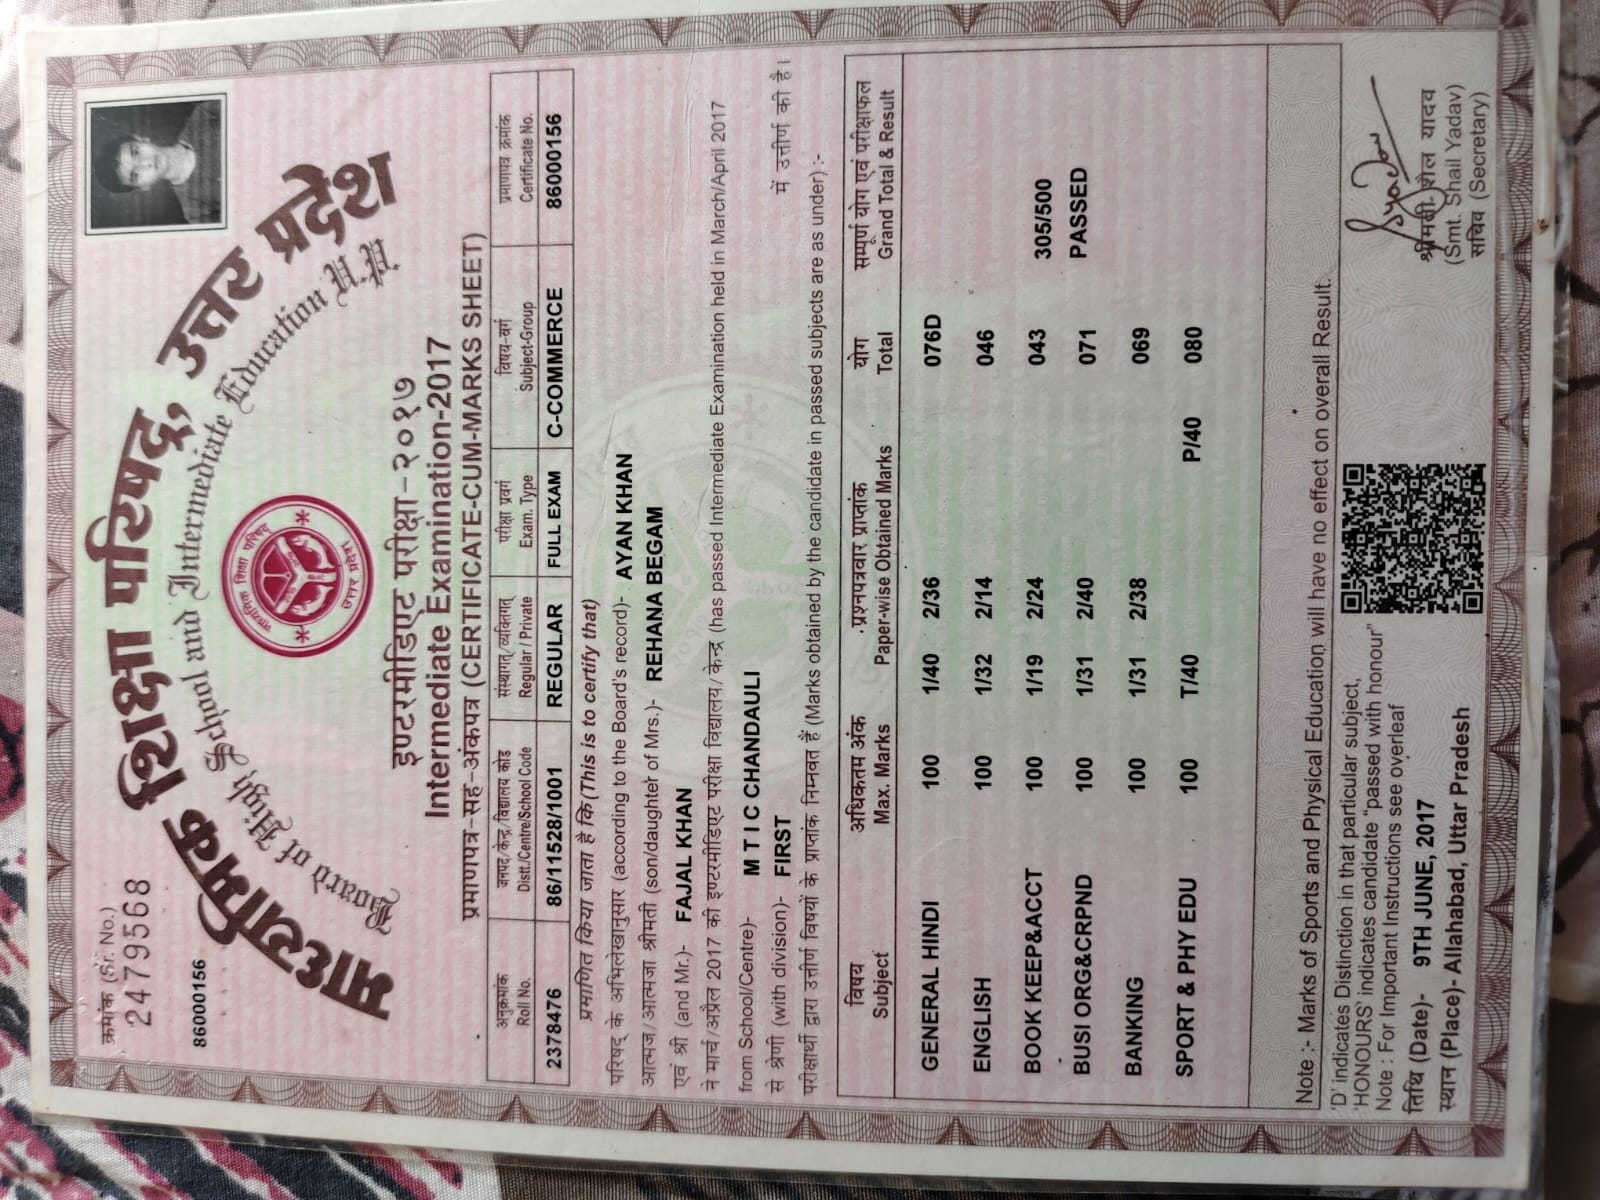 क्रमांक (Sr. No.)
2479568
86000156
माध्यमिक शिक्षा परिषद्, उत्तर प्रदेश
Board of High School and Intermediate Education U.P.
माध्यमिक शिक्षा परिषद
उत्तर प्रदेश
इण्टरमीडिएट परीक्षा-२०१७
Intermediate Examination-2017
प्रमाणपत्र-सह-अंकपत्र (CERTIFICATE-CUM-MARKS SHEET)
अनुक्रमांक जनपद/केन्द्र/विद्यालय कोड संस्थागत्/व्यक्तिगत् परीक्षा प्रवर्ग विषय-वर्ग प्रमाणपत्र क्रमांक
Roll No. Distt./Centre/School Code Regular / Private Exam. Type Subject-Group Certificate No.
2378476 86/11528/1001 REGULAR FULL EXAM C-COMMERCE 86000156
प्रमाणित किया जाता है कि (This is to certify that)
परिषद् के अभिलेखानुसार (according to the Board's record)- AYAN KHAN
आत्मज/आत्मजा श्रीमती (son/daughter of Mrs.)- REHANA BEGAM
एवं श्री (and Mr.)- FAJAL KHAN
ने मार्च/अप्रैल 2017 की इण्टरमीडिएट परीक्षा विद्यालय/केन्द्र (has passed Intermediate Examination held in March/April 2017
from School/Centre)- M T I C CHANDAULI
से श्रेणी (with division)- FIRST में उत्तीर्ण की है।
परीक्षार्थी द्वारा उत्तीर्ण विषयों के प्राप्तांक निम्नवत हैं (Marks obtained by the candidate in passed subjects are as under) :-
विषय अधिकतम अंक प्रश्नपत्रवार प्राप्तांक योग सम्पूर्ण योग एवं परीक्षाफल
Subject Max. Marks Paper-wise Obtained Marks Total Grand Total & Result
GENERAL HINDI 100 1/40 2/36 076D
ENGLISH 100 1/32 2/14 046
BOOK KEEP&ACCT 100 1/19 2/24 043 305/500
BUSI ORG&CRPND 100 1/31 2/40 071 PASSED
BANKING 100 1/31 2/38 069
SPORT & PHY EDU 100 T/40 P/40 080
Note :- Marks of Sports and Physical Education will have no effect on overall Result.
'D' indicates Distinction in that particular subject,
'HONOURS' indicates candidate "passed with honour"
Note : For Important Instructions see overleaf
तिथि (Date)- 9TH JUNE, 2017
स्थान (Place)- Allahabad, Uttar Pradesh
श्रीमती शैल यादव
(Smt. Shail Yadav)
सचिव (Secretary)